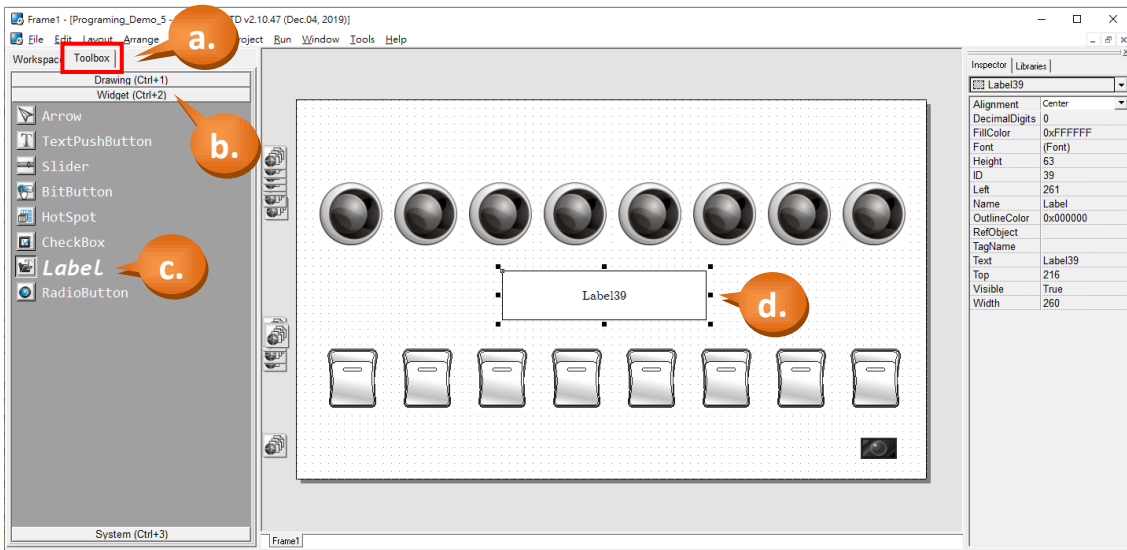 Frame1 - [Programing_Demo_5 - TD v2.10.47 (Dec.04, 2019)]
File Edit Layout Arrange oject Run Window Tools Help
a.
Workspac Toolbox
Drawing (Ctrl+1)
Widget (Ctrl+2)
Arrow
TextPushButton
b.
Slider
BitButton
HotSpot
CheckBox
Label
c.
RadioButton
System (Ctrl+3)
Label39
d.
Frame1
Inspector Libraries
Label39
Alignment Center
DecimalDigits 0
FillColor 0xFFFFFF
Font (Font)
Height 63
ID 39
Left 261
Name Label
OutlineColor 0x000000
RefObject
TagName
Text Label39
Top 216
Visible True
Width 260